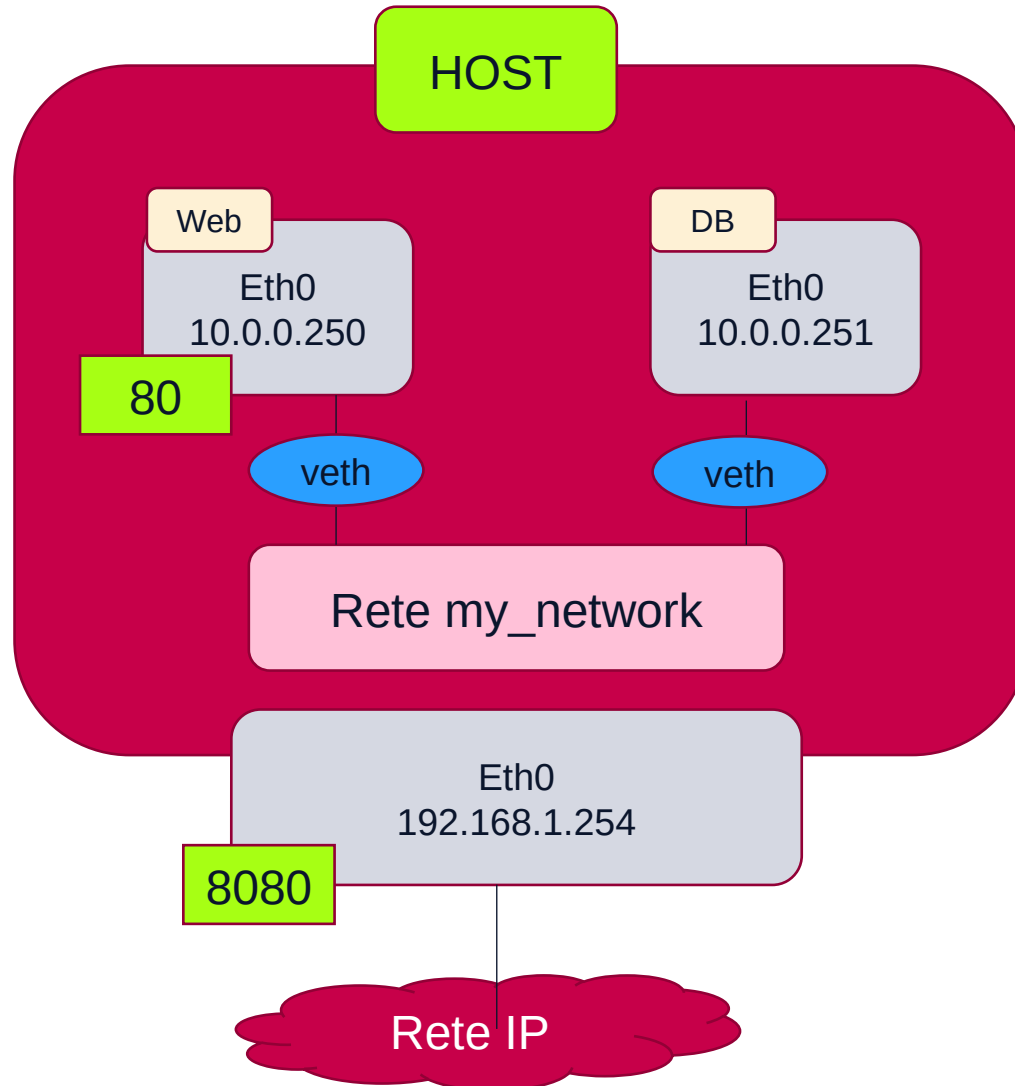 HOST
Web
Eth0
10.0.0.250
80
veth
DB
Eth0
10.0.0.251
veth
Rete my_network
Eth0
192.168.1.254
8080
Rete IP